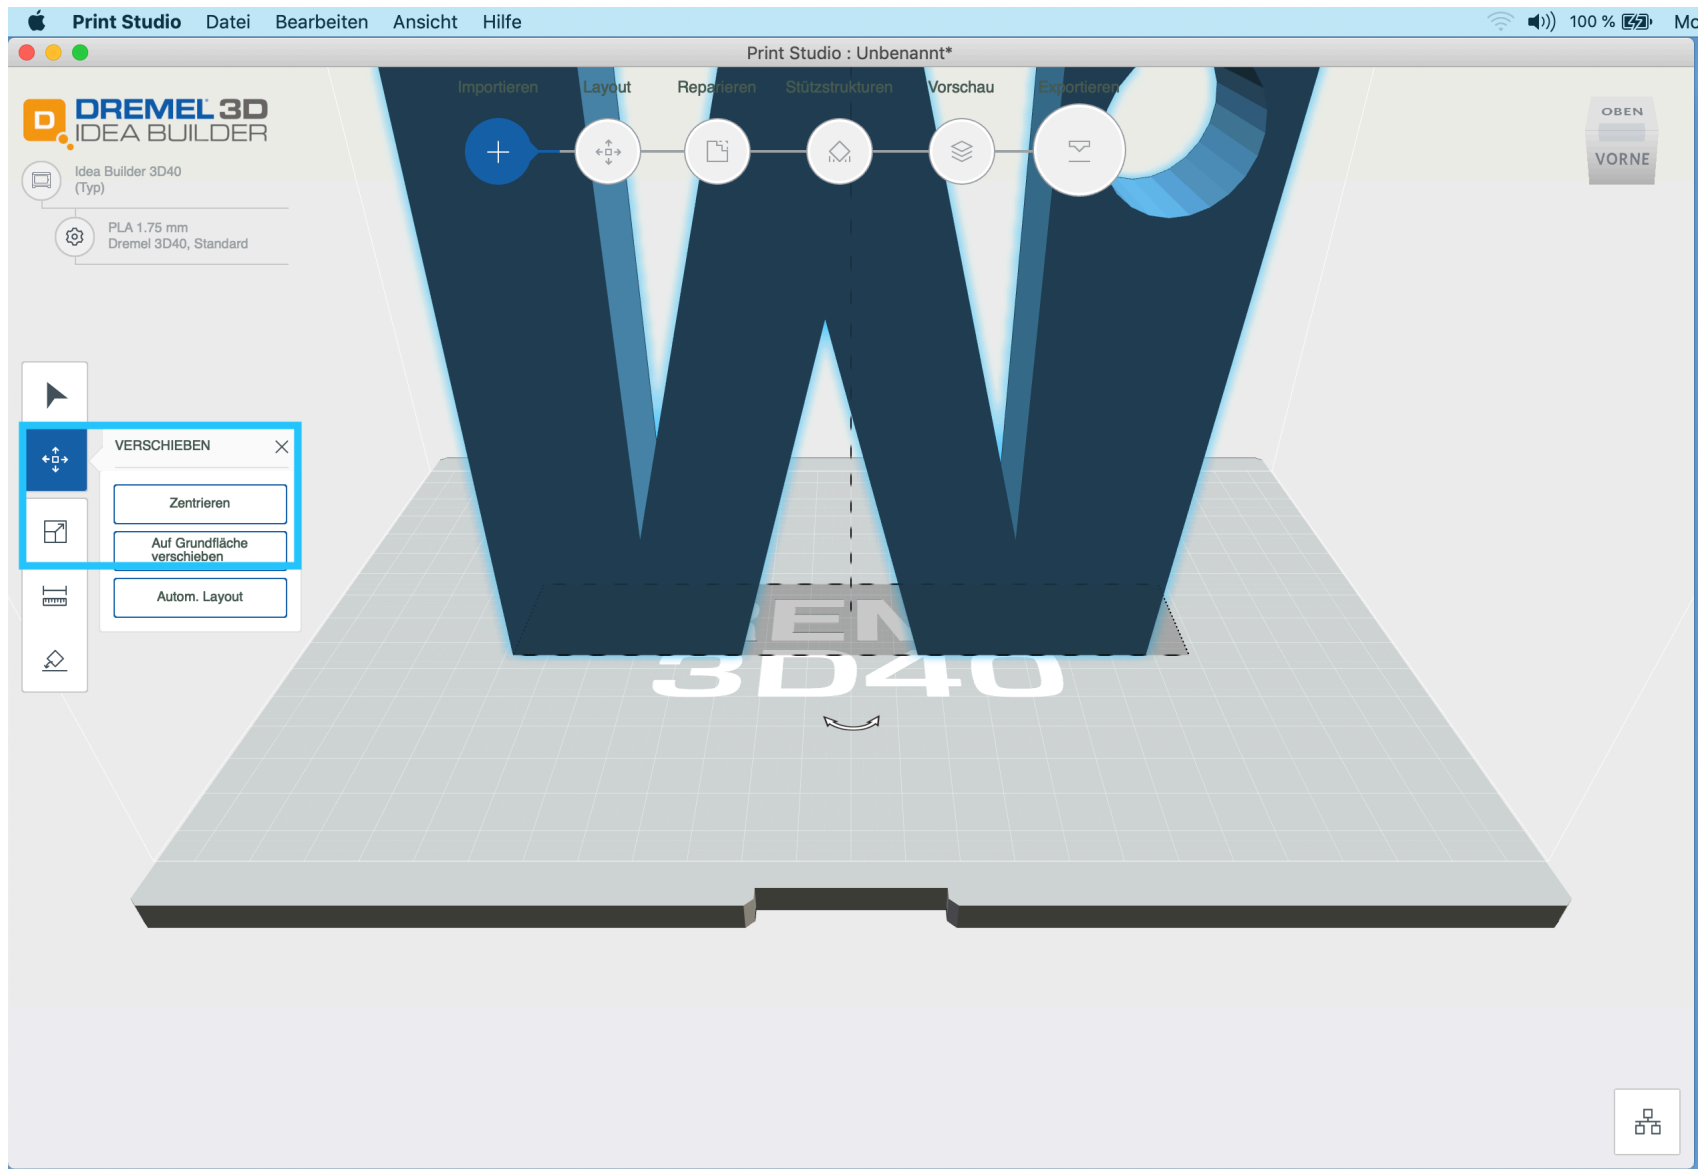 Print Studio Datei Bearbeiten Ansicht Hilfe 100 %
Print Studio : Unbenannt*
Importieren Layout Reparieren Stützstrukturen Vorschau Exportieren
DREMEL 3D
IDEA BUILDER
Idea Builder 3D40
(Typ)
PLA 1.75 mm
Dremel 3D40, Standard
OBEN
VORNE
VERSCHIEBEN
Zentrieren
Auf Grundfläche
verschieben
Autom. Layout
3D40